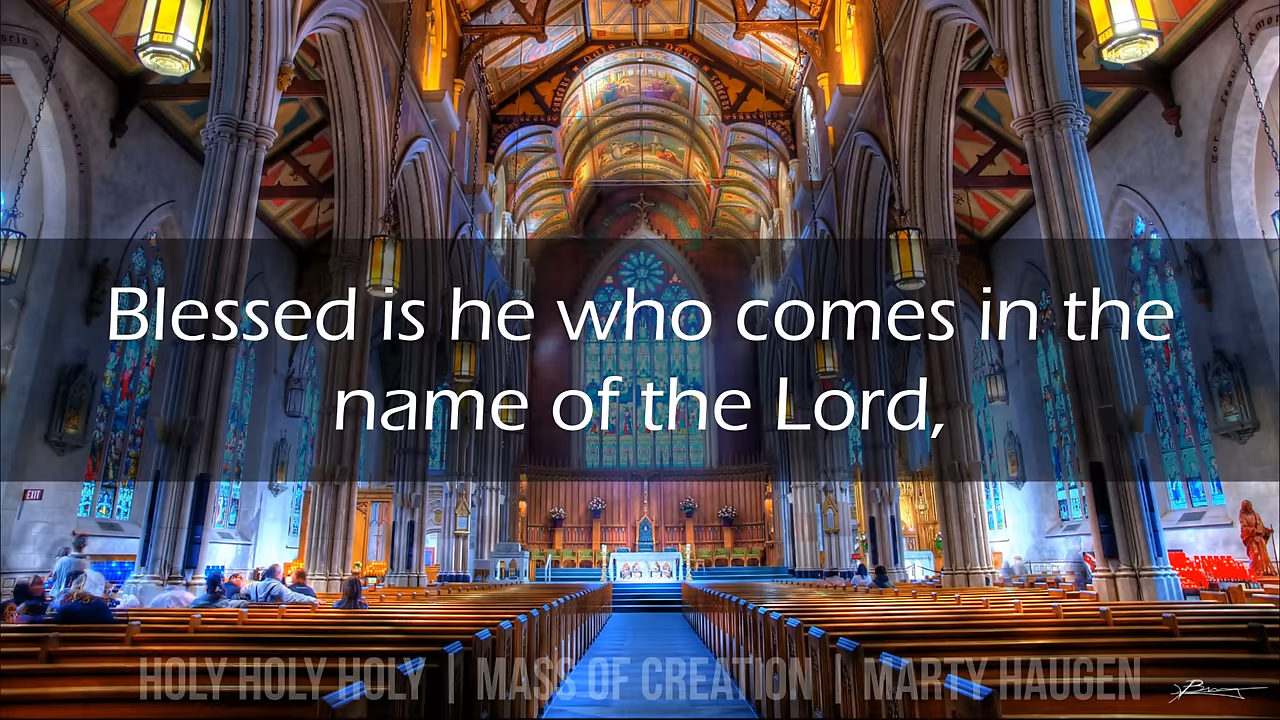 Blessed is he who comes in the
name of the Lord,
EXIT
HOLY HOLY HOLY | MASS OF CREATION | MARTY HAUGEN